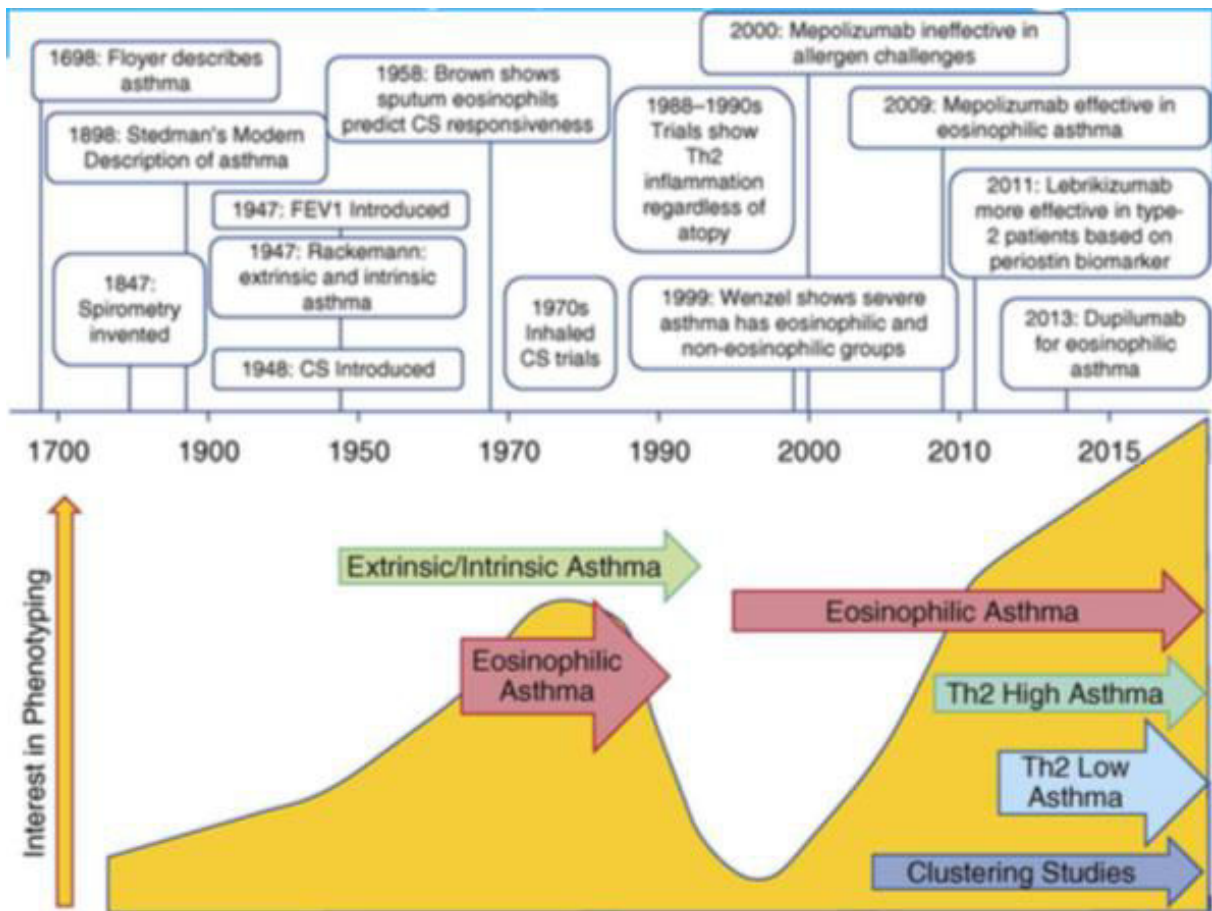 1698: Floyer describes
asthma
1898: Stedman's Modern
Description of asthma
1847:
Spirometry
invented
1947: FEV1 Introduced
1947: Rackemann:
extrinsic and intrinsic
asthma
1948: CS Introduced
1958: Brown shows
sputum eosinophils
predict CS responsiveness
1970s
Inhaled
CS trials
1988–1990s
Trials show
Th2
inflammation
regardless of
atopy
1999: Wenzel shows severe
asthma has eosinophilic and
non-eosinophilic groups
2000: Mepolizumab ineffective in
allergen challenges
2009: Mepolizumab effective in
eosinophilic asthma
2011: Lebrikizumab
more effective in type-
2 patients based on
periostin biomarker
2013: Dupilumab
for eosinophilic
asthma
1700 1900 1950 1970 1990 2000 2010 2015
Interest in Phenotyping
Extrinsic/Intrinsic Asthma
Eosinophilic
Asthma
Eosinophilic Asthma
Th2 High Asthma
Th2 Low
Asthma
Clustering Studies